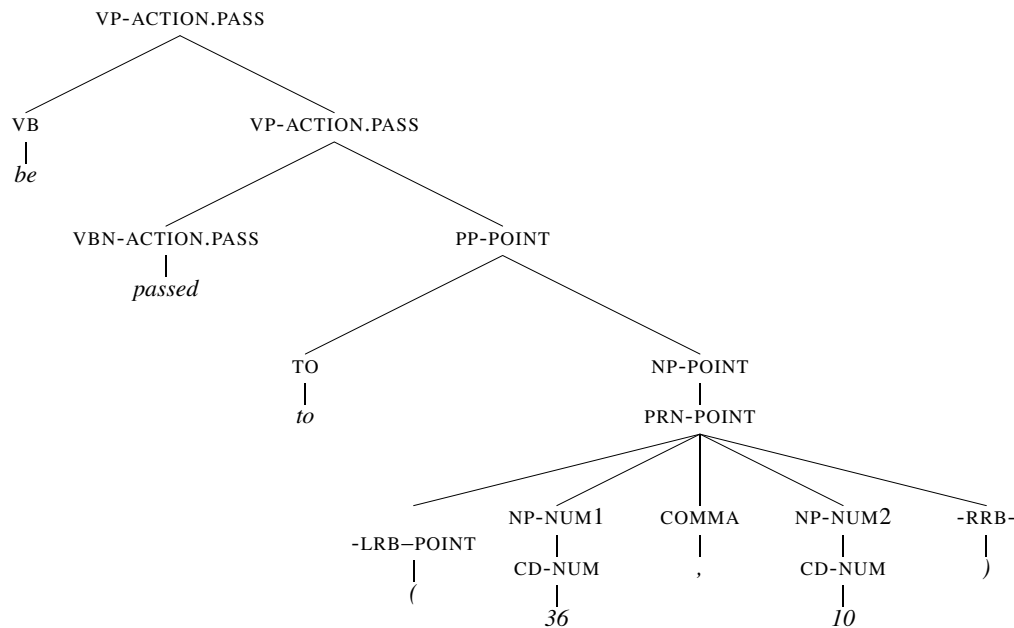 VP-ACTION.PASS
VB VP-ACTION.PASS
be
VBN-ACTION.PASS PP-POINT
passed
TO NP-POINT
to
PRN-POINT
NP-NUM1 COMMA NP-NUM2 -RRB-
-LRB–POINT
CD-NUM , CD-NUM )
(
36 10